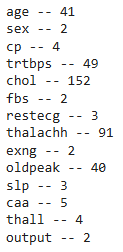 age -- 41
sex -- 2
cp -- 4
trtbps -- 49
chol -- 152
fbs -- 2
restecg -- 3
thalachh -- 91
exng -- 2
oldpeak -- 40
slp -- 3
caa -- 5
thall -- 4
output -- 2